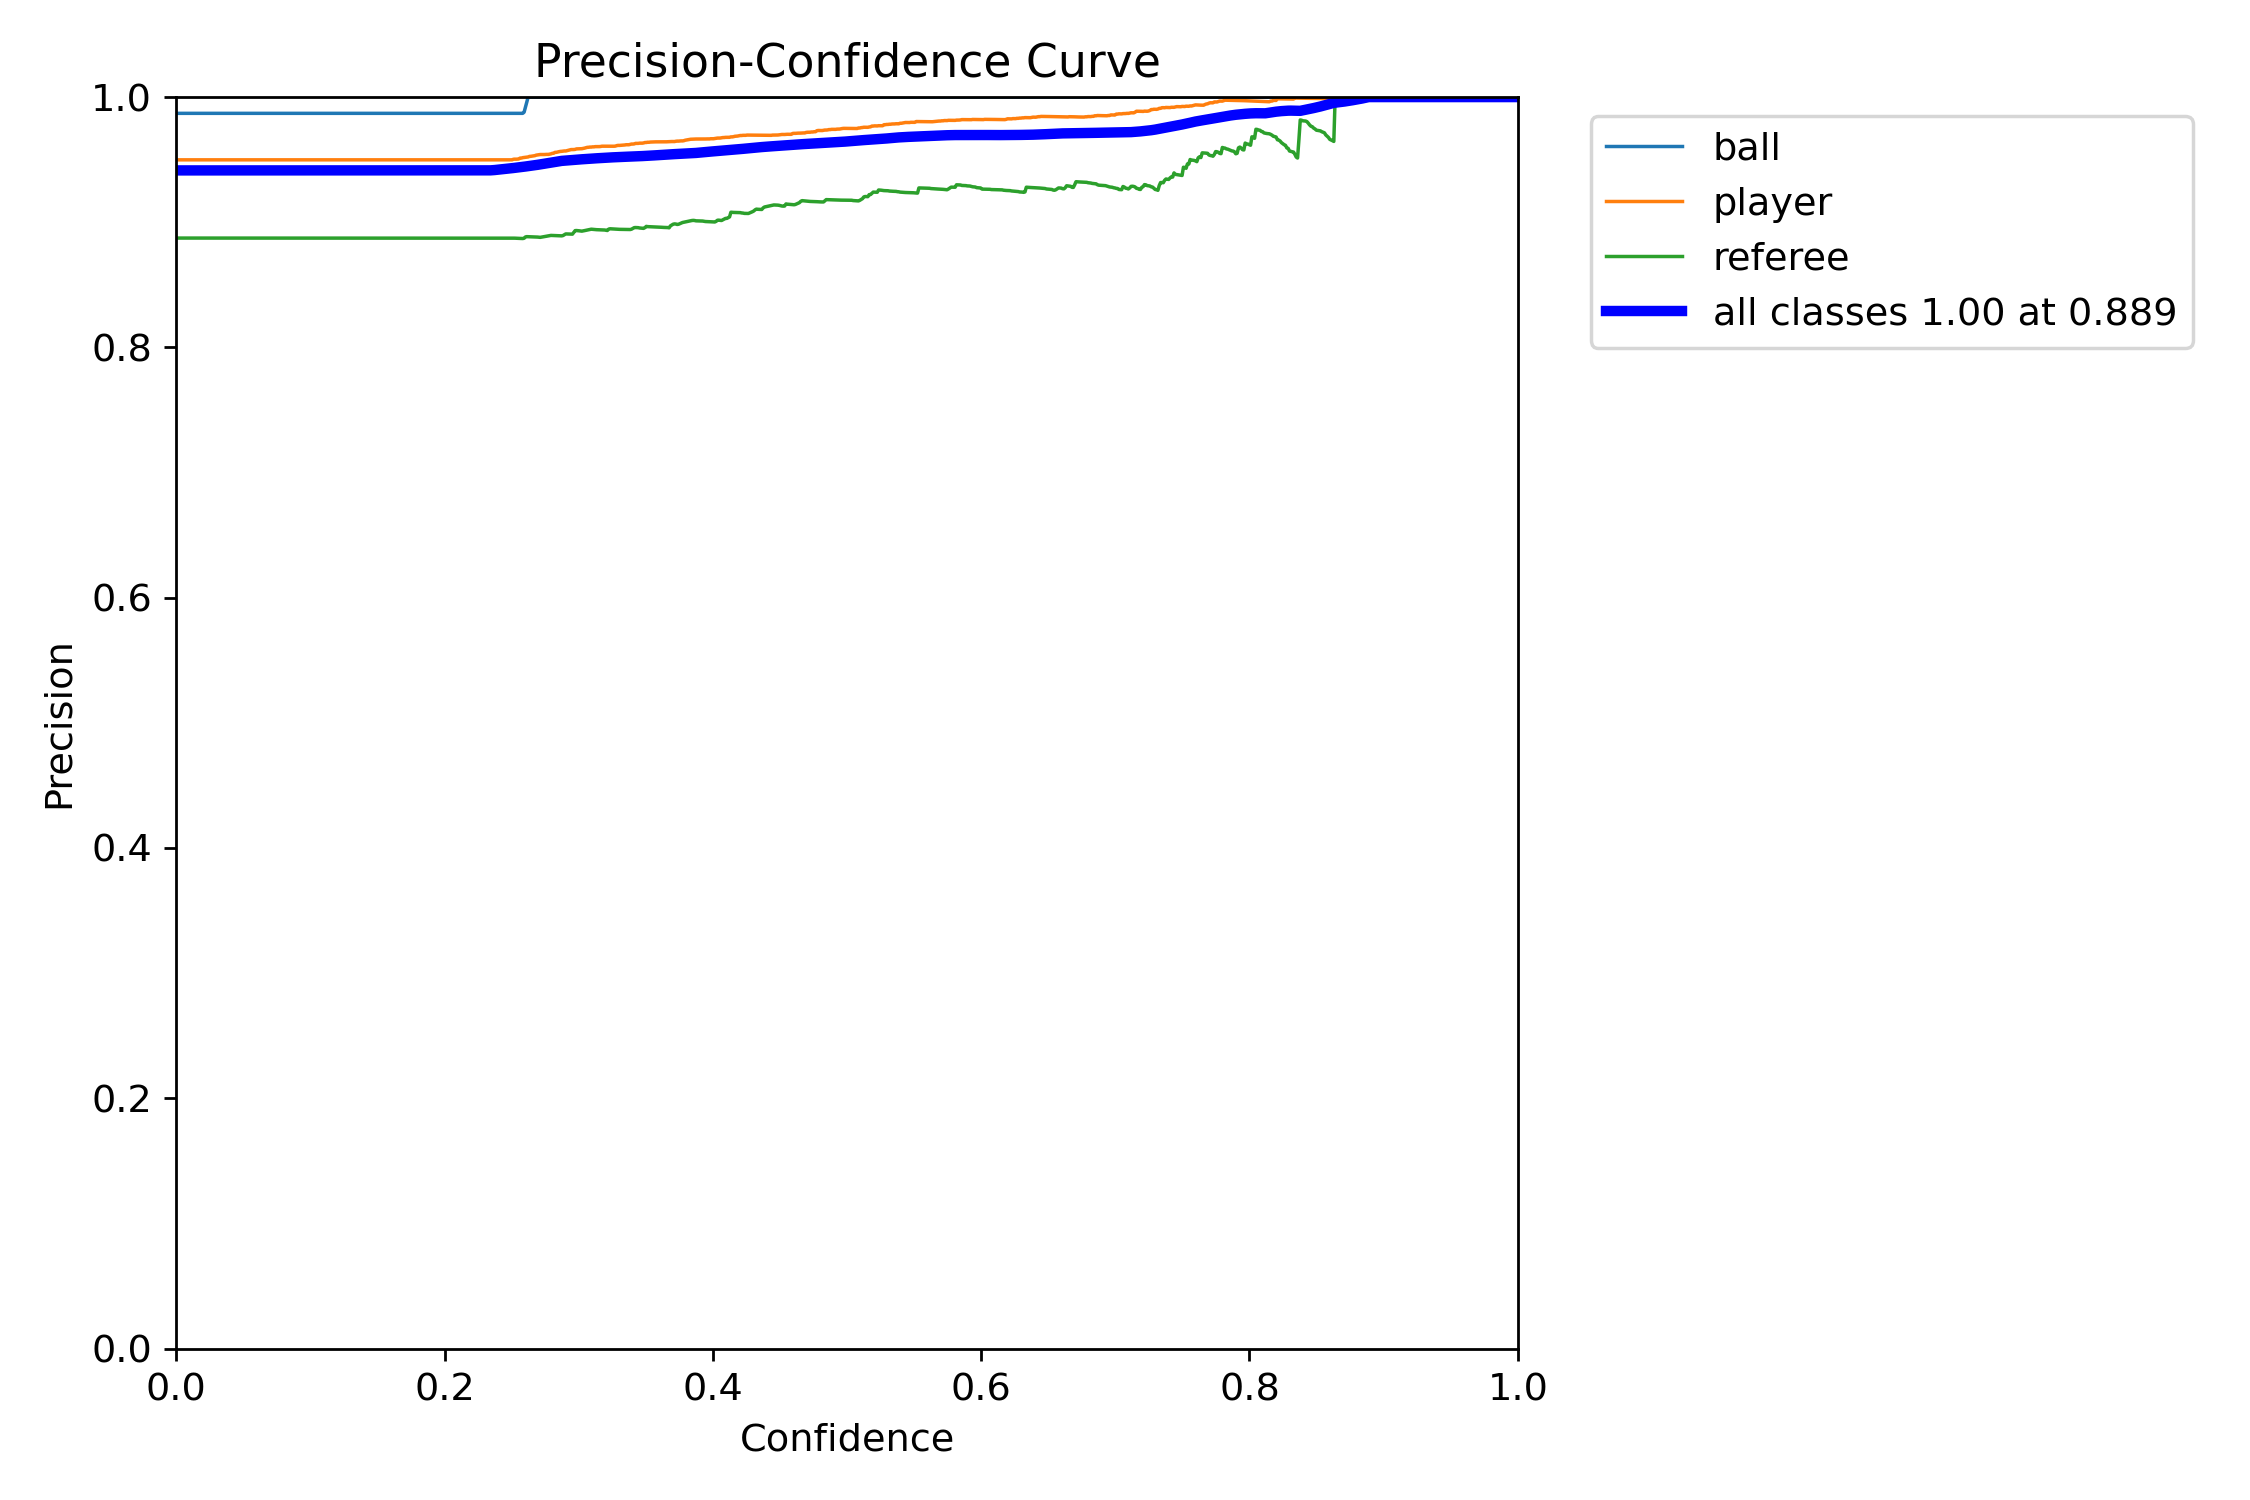 Precision-Confidence Curve
1.0
0.8
0.6
0.4
0.2
0.0
Precision
0.0 0.2 0.4 0.6 0.8 1.0
Confidence
ball
player
referee
all classes 1.00 at 0.889